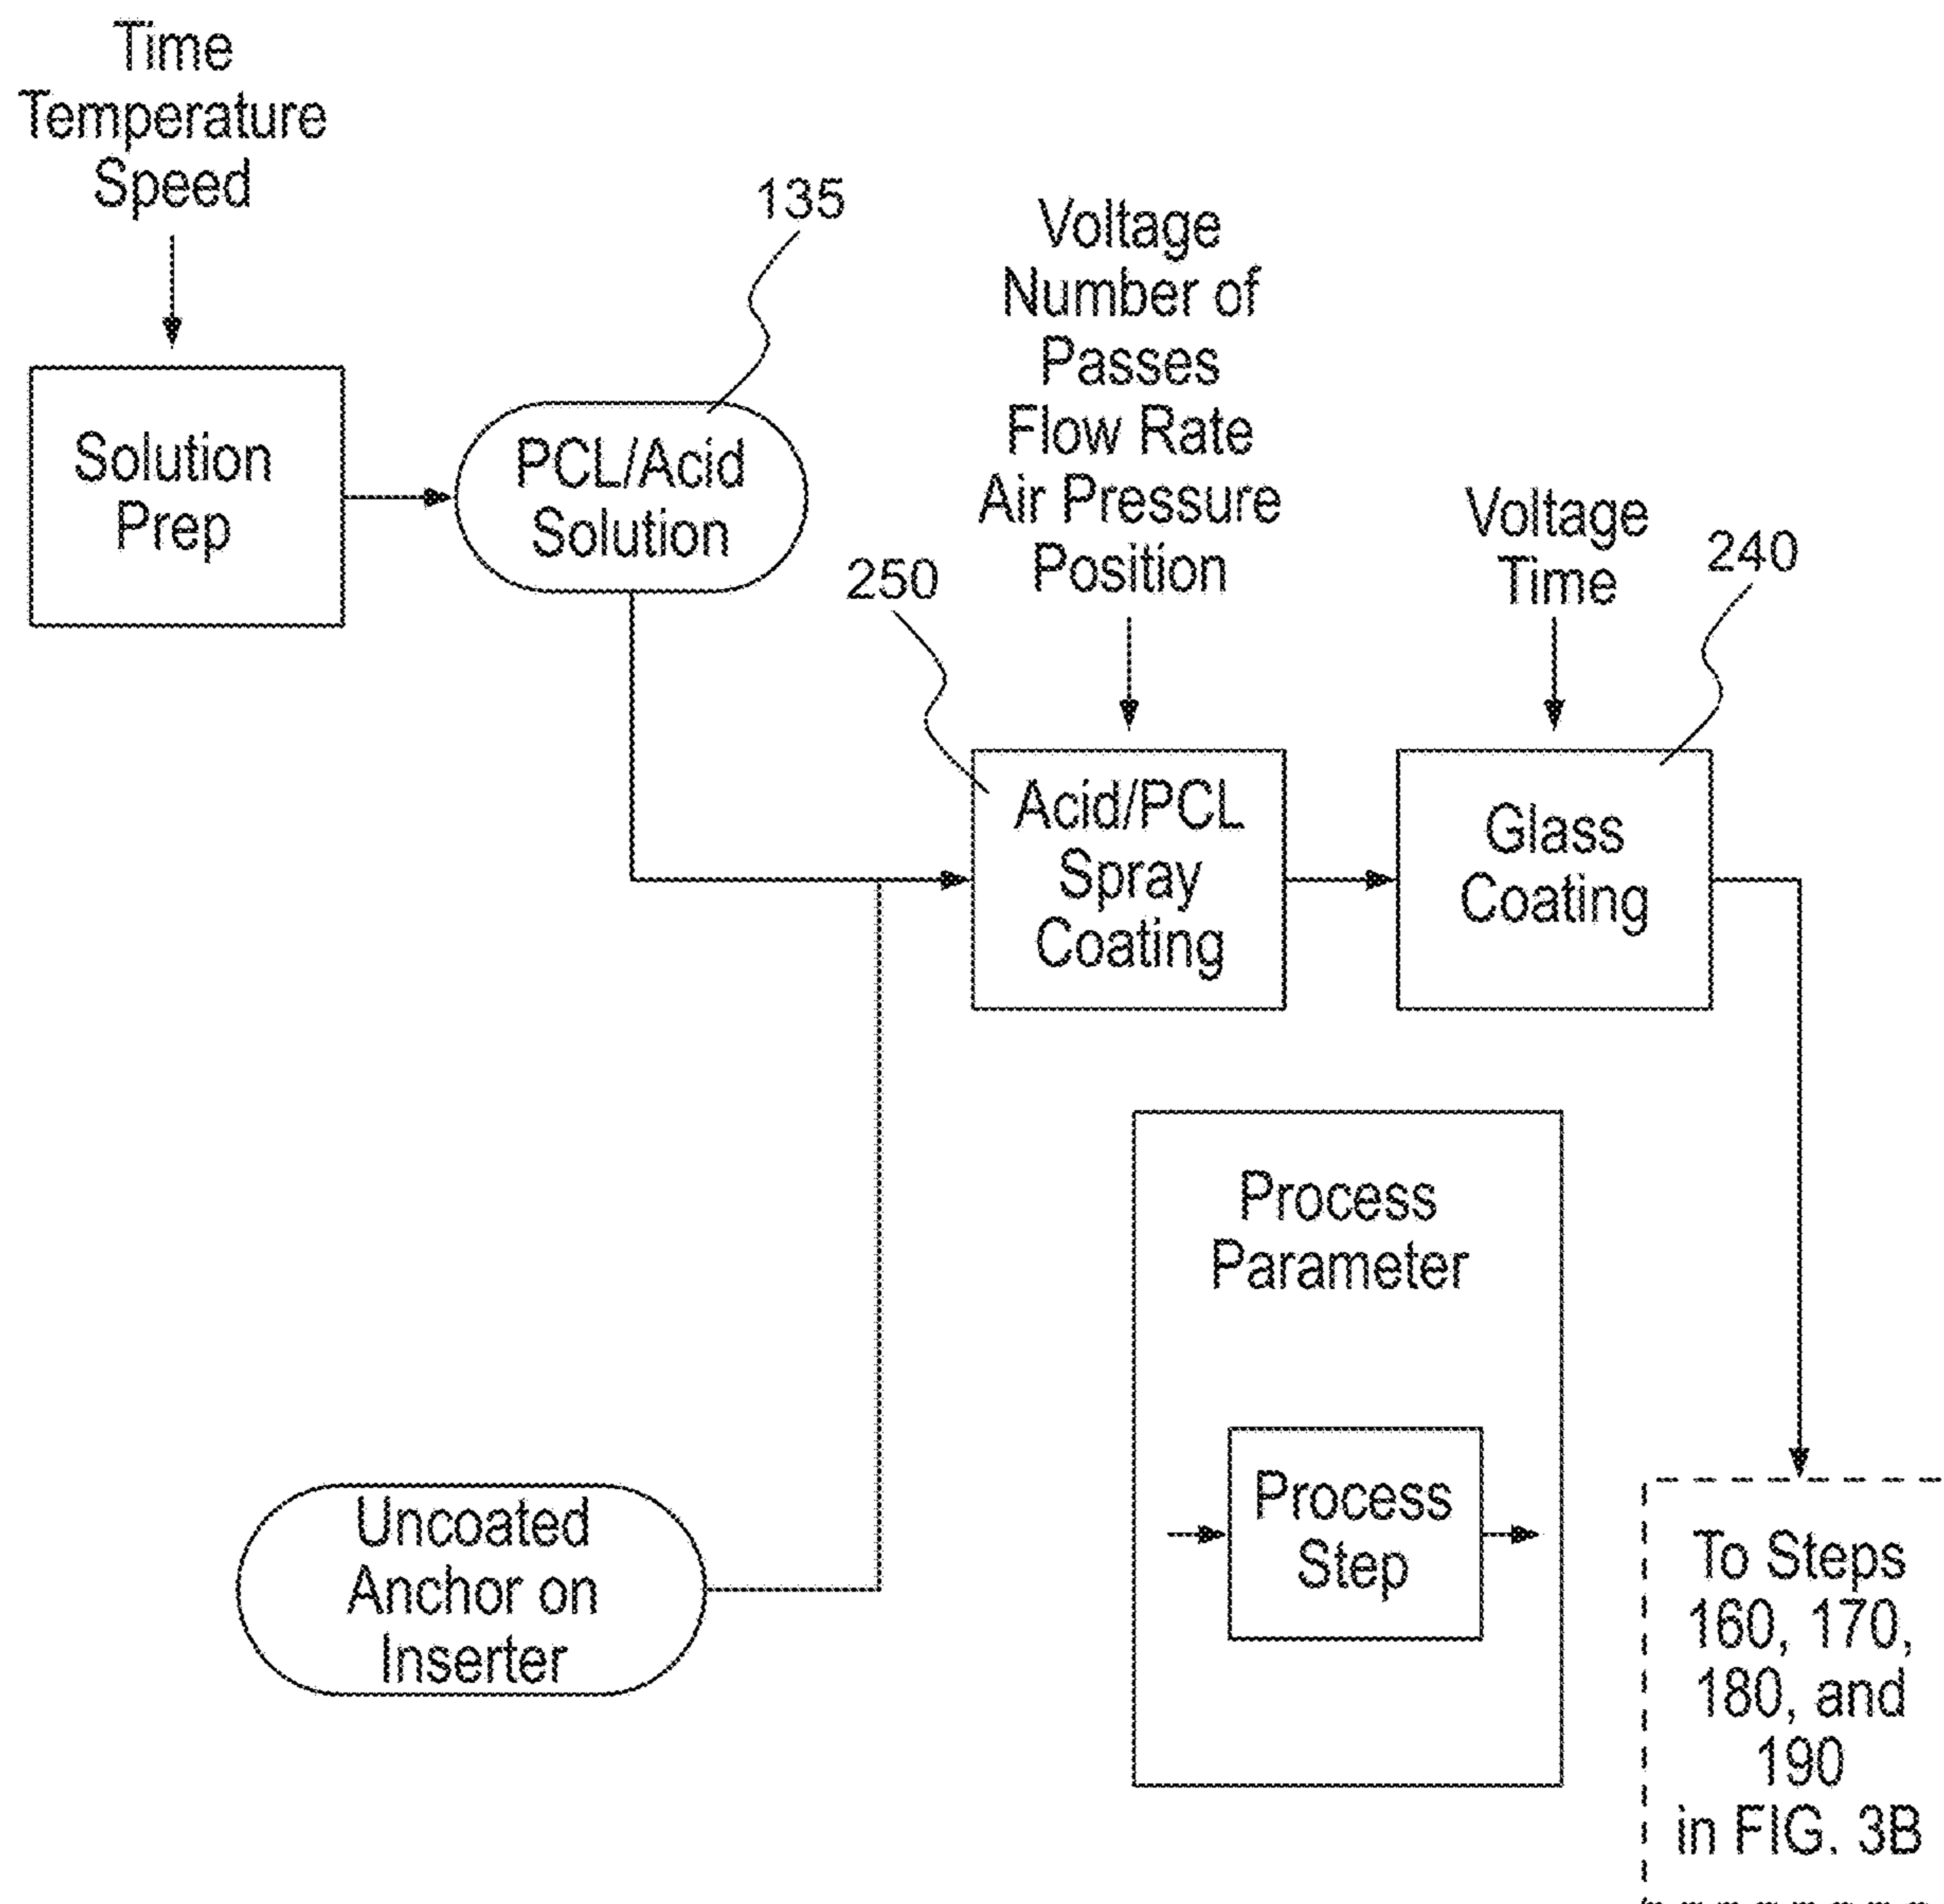 Time
Temperature
Speed
135
Voltage
Number of
Passes
Flow Rate
Air Pressure
Position
Solution
Prep
PCL/Acid
Solution
250
Voltage
Time
240
Acid/PCL
Spray
Coating
Glass
Coating
Process
Parameter
Process
Step
Uncoated
Anchor on
Inserter
To Steps
160, 170,
180, and
190
in FIG. 3B